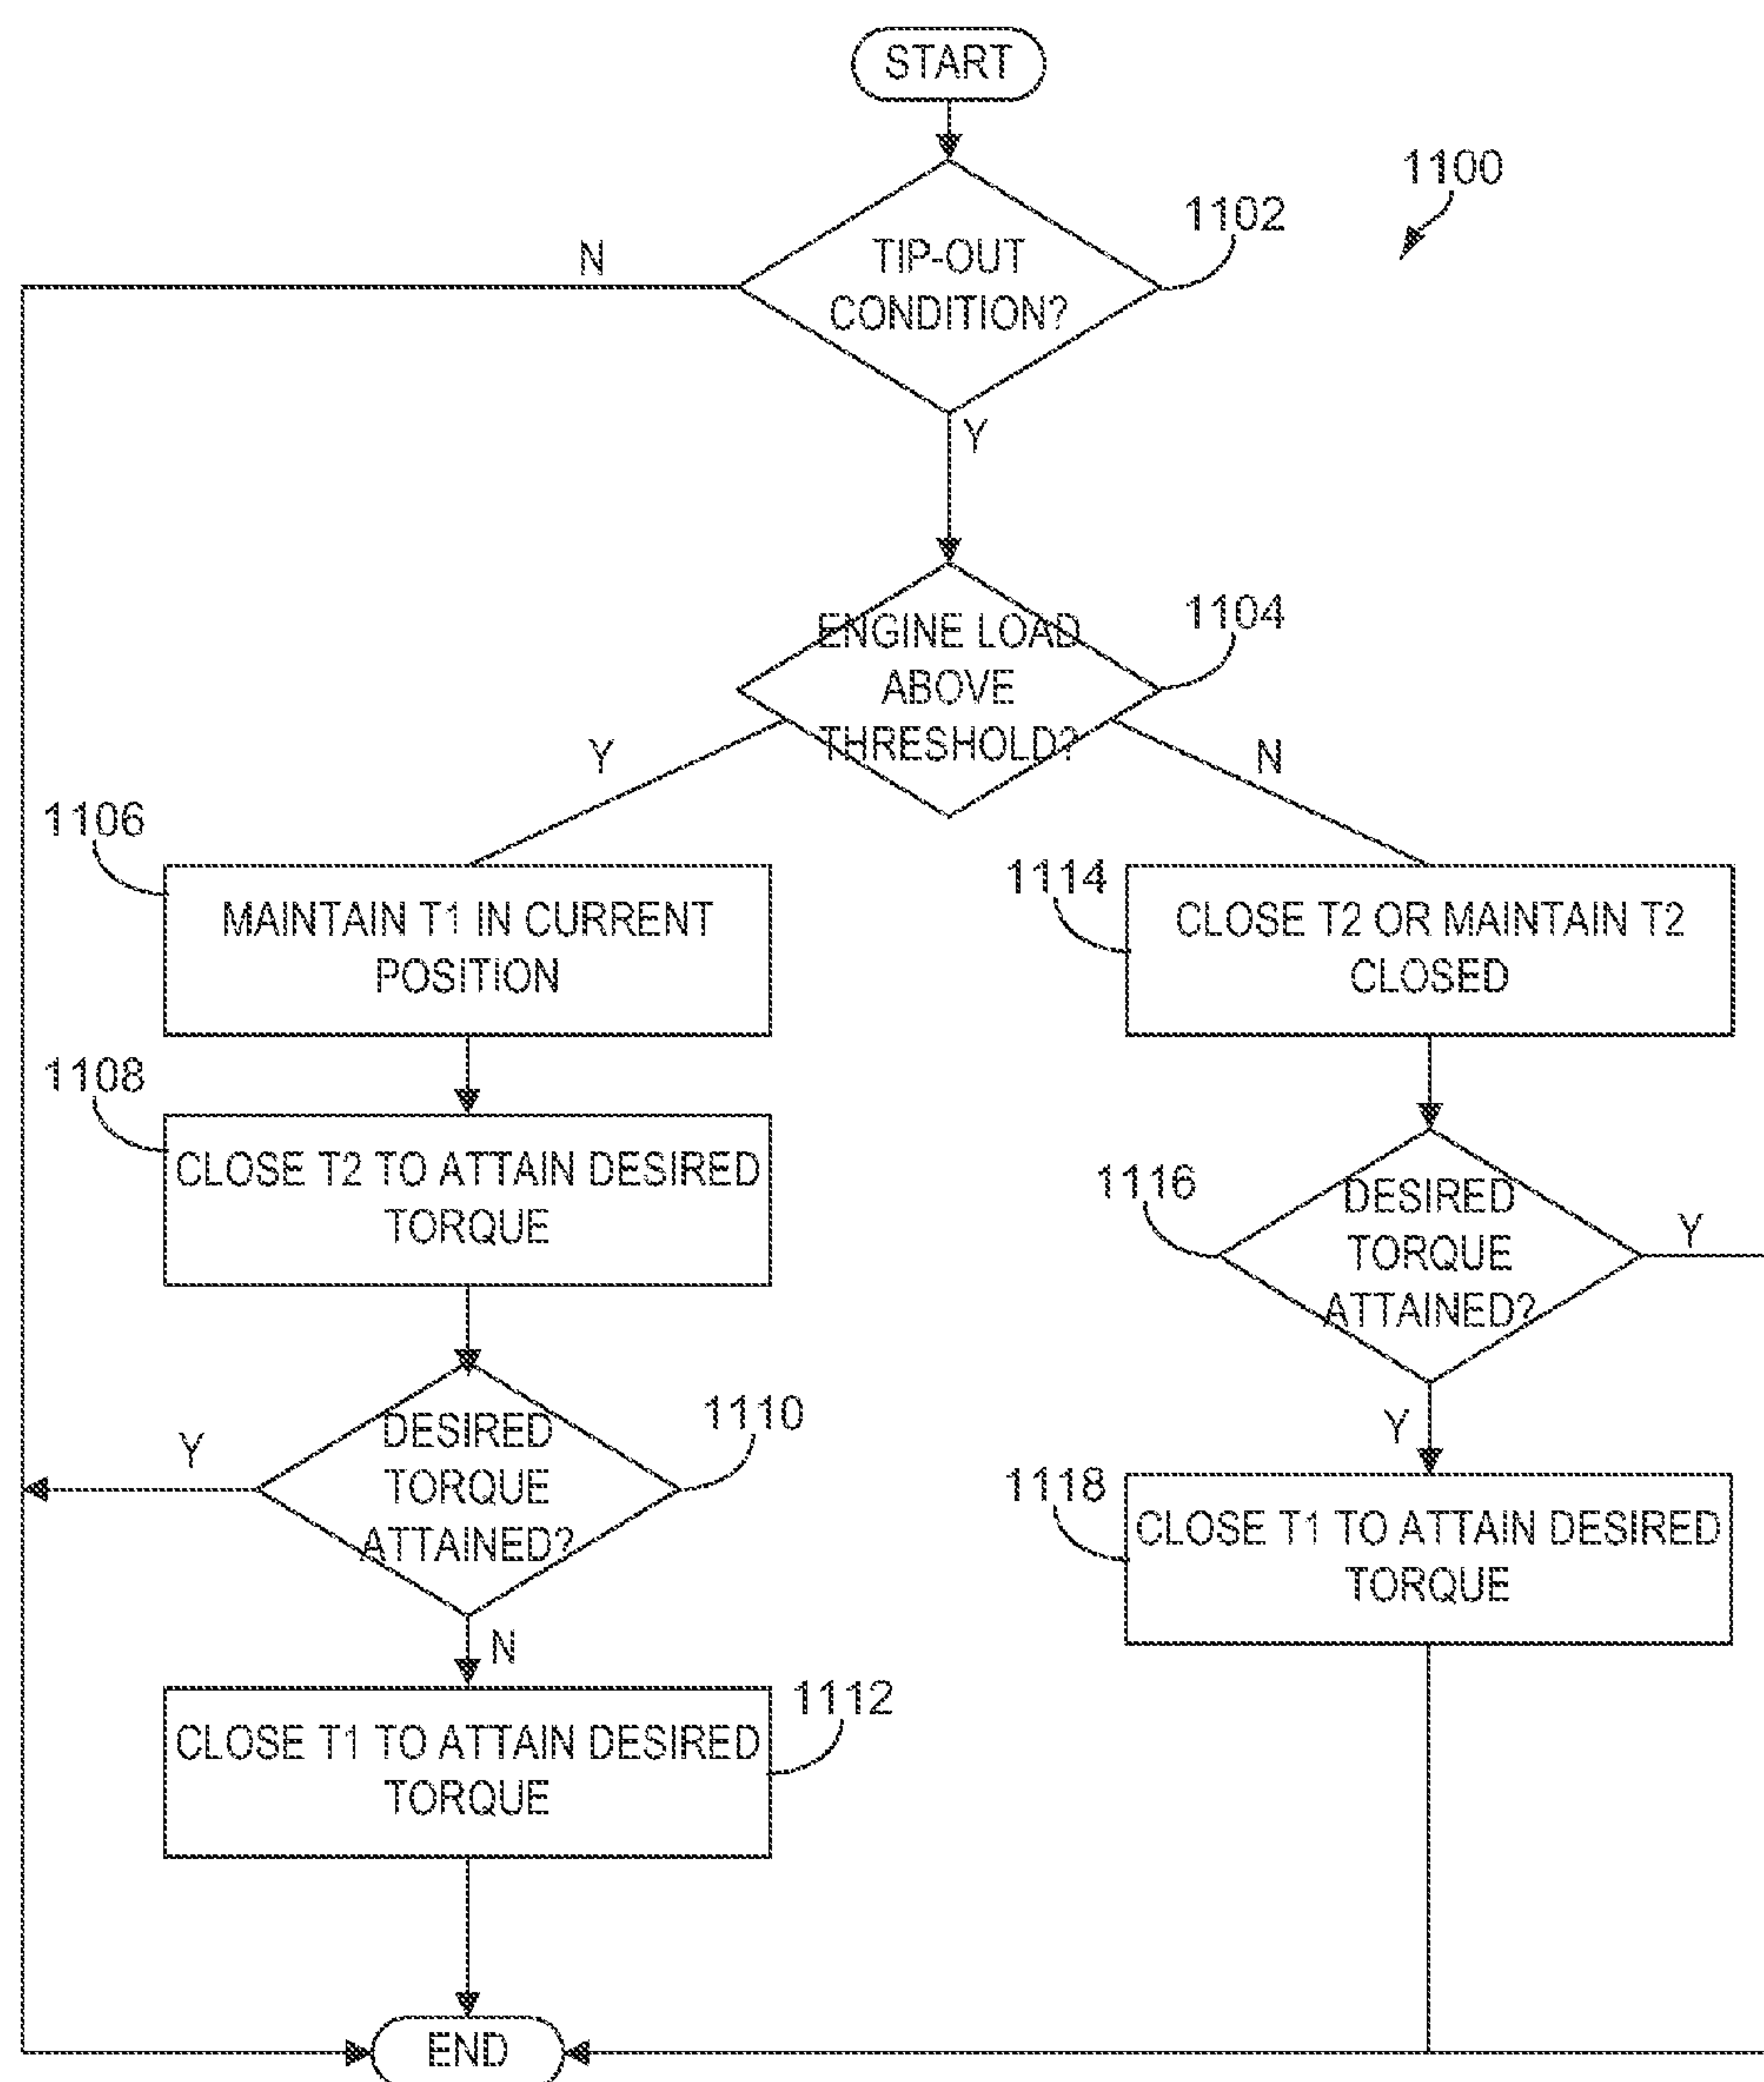 START
1100
1102
N
TIP-OUT
CONDITION?
Y
1104
ENGINE LOAD
ABOVE
THRESHOLD?
Y
N
1106
MAINTAIN T1 IN CURRENT
POSITION
1114
CLOSE T2 OR MAINTAIN T2
CLOSED
1108
CLOSE T2 TO ATTAIN DESIRED
TORQUE
1116
DESIRED
TORQUE
ATTAINED?
Y
Y
1110
DESIRED
TORQUE
ATTAINED?
Y
N
1118
CLOSE T1 TO ATTAIN DESIRED
TORQUE
1112
CLOSE T1 TO ATTAIN DESIRED
TORQUE
END